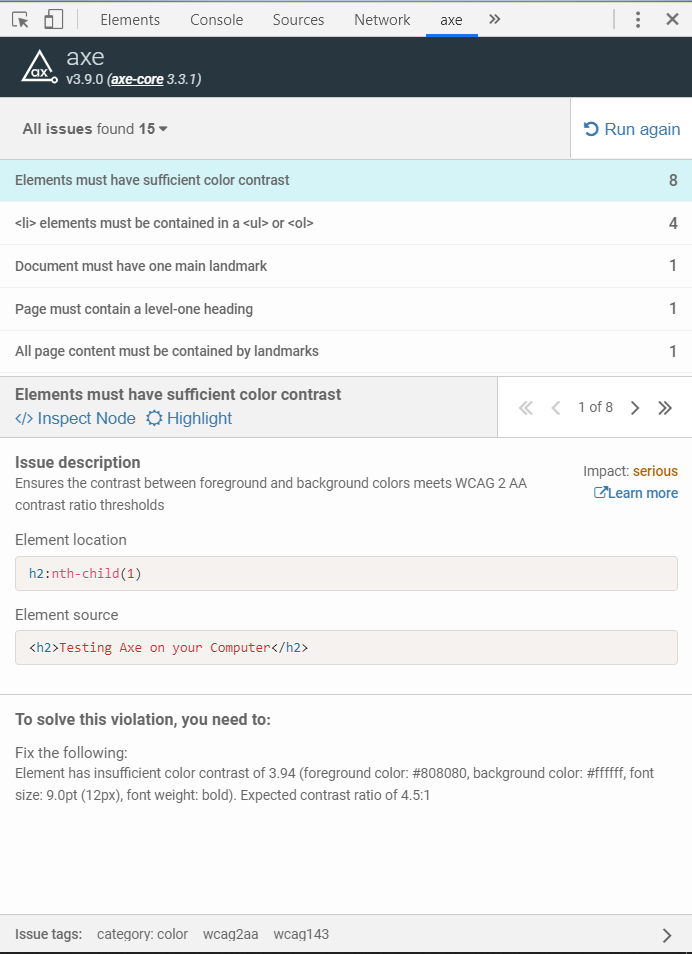 Elements Console Sources Network axe »
ax axe
v3.9.0 (axe-core 3.3.1)
All issues found 15 Run again
Elements must have sufficient color contrast 8
<li> elements must be contained in a <ul> or <ol> 4
Document must have one main landmark 1
Page must contain a level-one heading 1
All page content must be contained by landmarks 1
Elements must have sufficient color contrast
</> Inspect Node Highlight
1 of 8
Issue description
Ensures the contrast between foreground and background colors meets WCAG 2 AA
contrast ratio thresholds
Impact: serious
Learn more
Element location
h2:nth-child(1)
Element source
<h2>Testing Axe on your Computer</h2>
To solve this violation, you need to:
Fix the following:
Element has insufficient color contrast of 3.94 (foreground color: #808080, background color: #ffffff, font
size: 9.0pt (12px), font weight: bold). Expected contrast ratio of 4.5:1
Issue tags: category: color wcag2aa wcag143